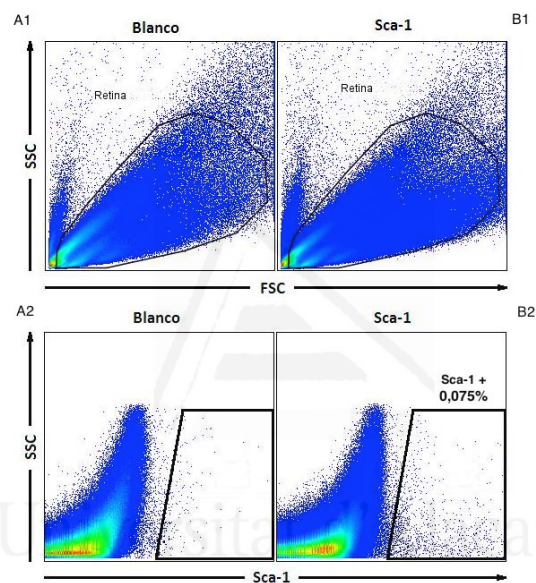 A1
Blanco
Sca-1
B1
Retina
Retina
SSC
FSC
A2
Blanco
Sca-1
B2
Sca-1 +
0,075%
SSC
Sca-1